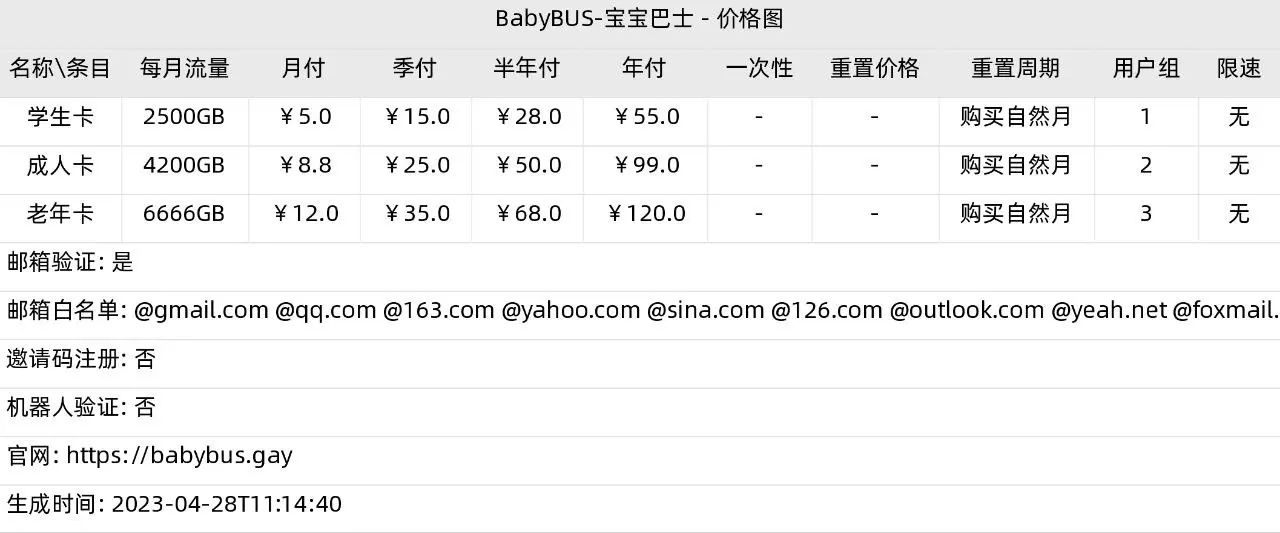 BabyBUS-宝宝巴士 - 价格图
名称\条目 每月流量 月付 季付 半年付 年付 一次性 重置价格 重置周期 用户组 限速
学生卡 2500GB ￥5.0 ￥15.0 ￥28.0 ￥55.0 - - 购买自然月 1 无
成人卡 4200GB ￥8.8 ￥25.0 ￥50.0 ￥99.0 - - 购买自然月 2 无
老年卡 6666GB ￥12.0 ￥35.0 ￥68.0 ￥120.0 - - 购买自然月 3 无
邮箱验证: 是
邮箱白名单: @gmail.com @qq.com @163.com @yahoo.com @sina.com @126.com @outlook.com @yeah.net @foxmail.
邀请码注册: 否
机器人验证: 否
官网: https://babybus.gay
生成时间: 2023-04-28T11:14:40